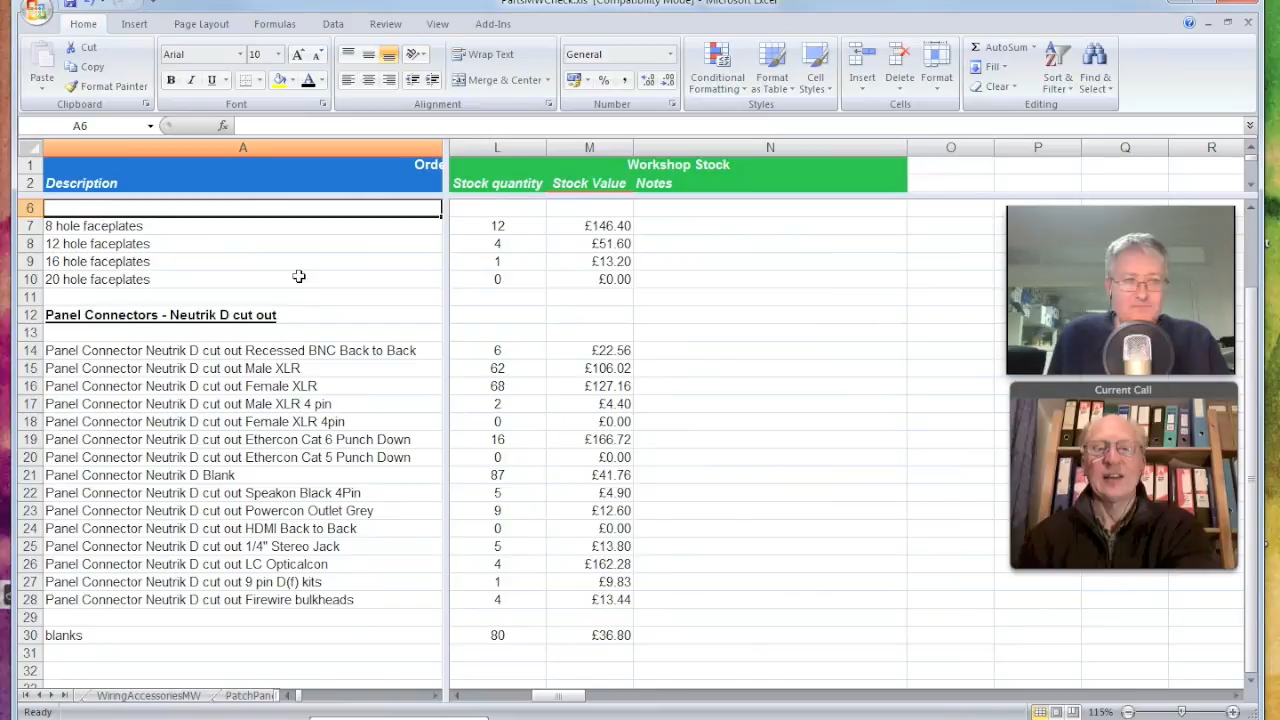 PartsMWCheck.xls [Compatibility Mode] - Microsoft Excel
Home Insert Page Layout Formulas Data Review View Add-Ins
Cut
Copy
Format Painter
Paste
Clipboard
Arial 10
B I U
Font
Wrap Text
Merge & Center
Alignment
General
Number
Conditional Formatting
Format as Table
Cell Styles
Styles
Insert Delete Format
Cells
AutoSum
Fill
Clear
Sort & Filter
Find & Select
Editing
A6 fx
A L M N O P Q R
1 Orde Workshop Stock
2 Description Stock quantity Stock Value Notes
6
7 8 hole faceplates 12 £146.40
8 12 hole faceplates 4 £51.60
9 16 hole faceplates 1 £13.20
10 20 hole faceplates 0 £0.00
11
12 Panel Connectors - Neutrik D cut out
13
14 Panel Connector Neutrik D cut out Recessed BNC Back to Back 6 £22.56
15 Panel Connector Neutrik D cut out Male XLR 62 £106.02
16 Panel Connector Neutrik D cut out Female XLR 68 £127.16
17 Panel Connector Neutrik D cut out Male XLR 4 pin 2 £4.40
18 Panel Connector Neutrik D cut out Female XLR 4pin 0 £0.00
19 Panel Connector Neutrik D cut out Ethercon Cat 6 Punch Down 16 £166.72
20 Panel Connector Neutrik D cut out Ethercon Cat 5 Punch Down 0 £0.00
21 Panel Connector Neutrik D Blank 87 £41.76
22 Panel Connector Neutrik D cut out Speakon Black 4Pin 5 £4.90
23 Panel Connector Neutrik D cut out Powercon Outlet Grey 9 £12.60
24 Panel Connector Neutrik D cut out HDMI Back to Back 0 £0.00
25 Panel Connector Neutrik D cut out 1/4" Stereo Jack 5 £13.80
26 Panel Connector Neutrik D cut out LC Opticalcon 4 £162.28
27 Panel Connector Neutrik D cut out 9 pin D(f) kits 1 £9.83
28 Panel Connector Neutrik D cut out Firewire bulkheads 4 £13.44
29
30 blanks 80 £36.80
31
32
Current Call
WiringAccessoriesMW PatchPan
Ready 115%